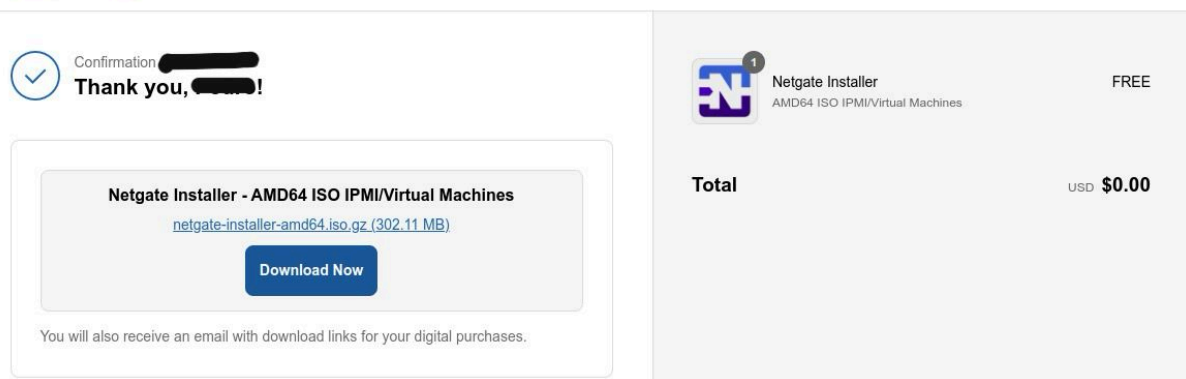 Confirmation
Thank you, !
Netgate Installer - AMD64 ISO IPMI/Virtual Machines
netgate-installer-amd64.iso.gz (302.11 MB)
Download Now
You will also receive an email with download links for your digital purchases.
1
Netgate Installer
FREE
AMD64 ISO IPMI/Virtual Machines
Total
USD $0.00